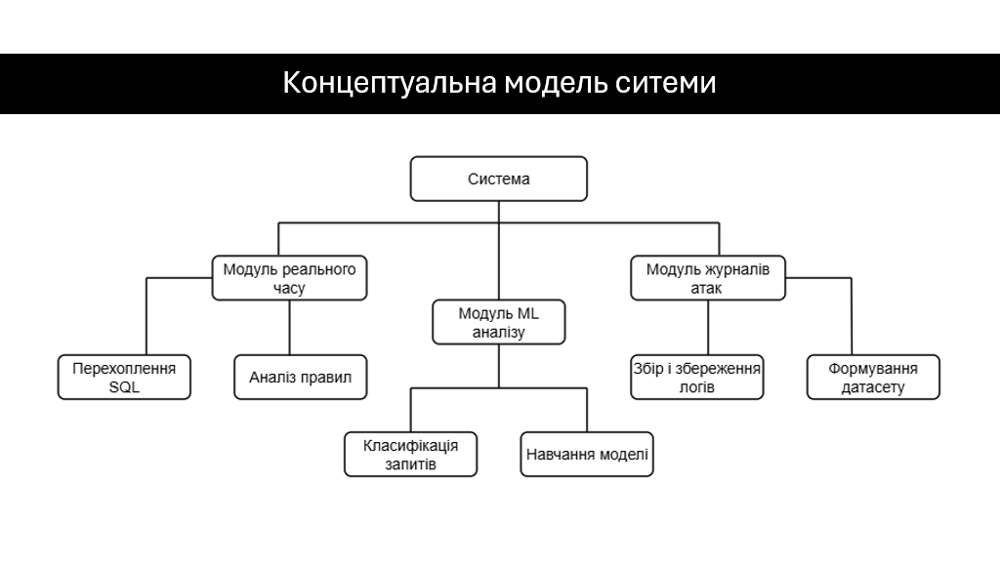 Концептуальна модель ситеми
Система
Модуль реального
часу
Модуль журналів
атак
Модуль ML
аналізу
Перехоплення
SQL
Аналіз правил
Збір і збереження
логів
Формування
датасету
Класифікація
запитів
Навчання моделі